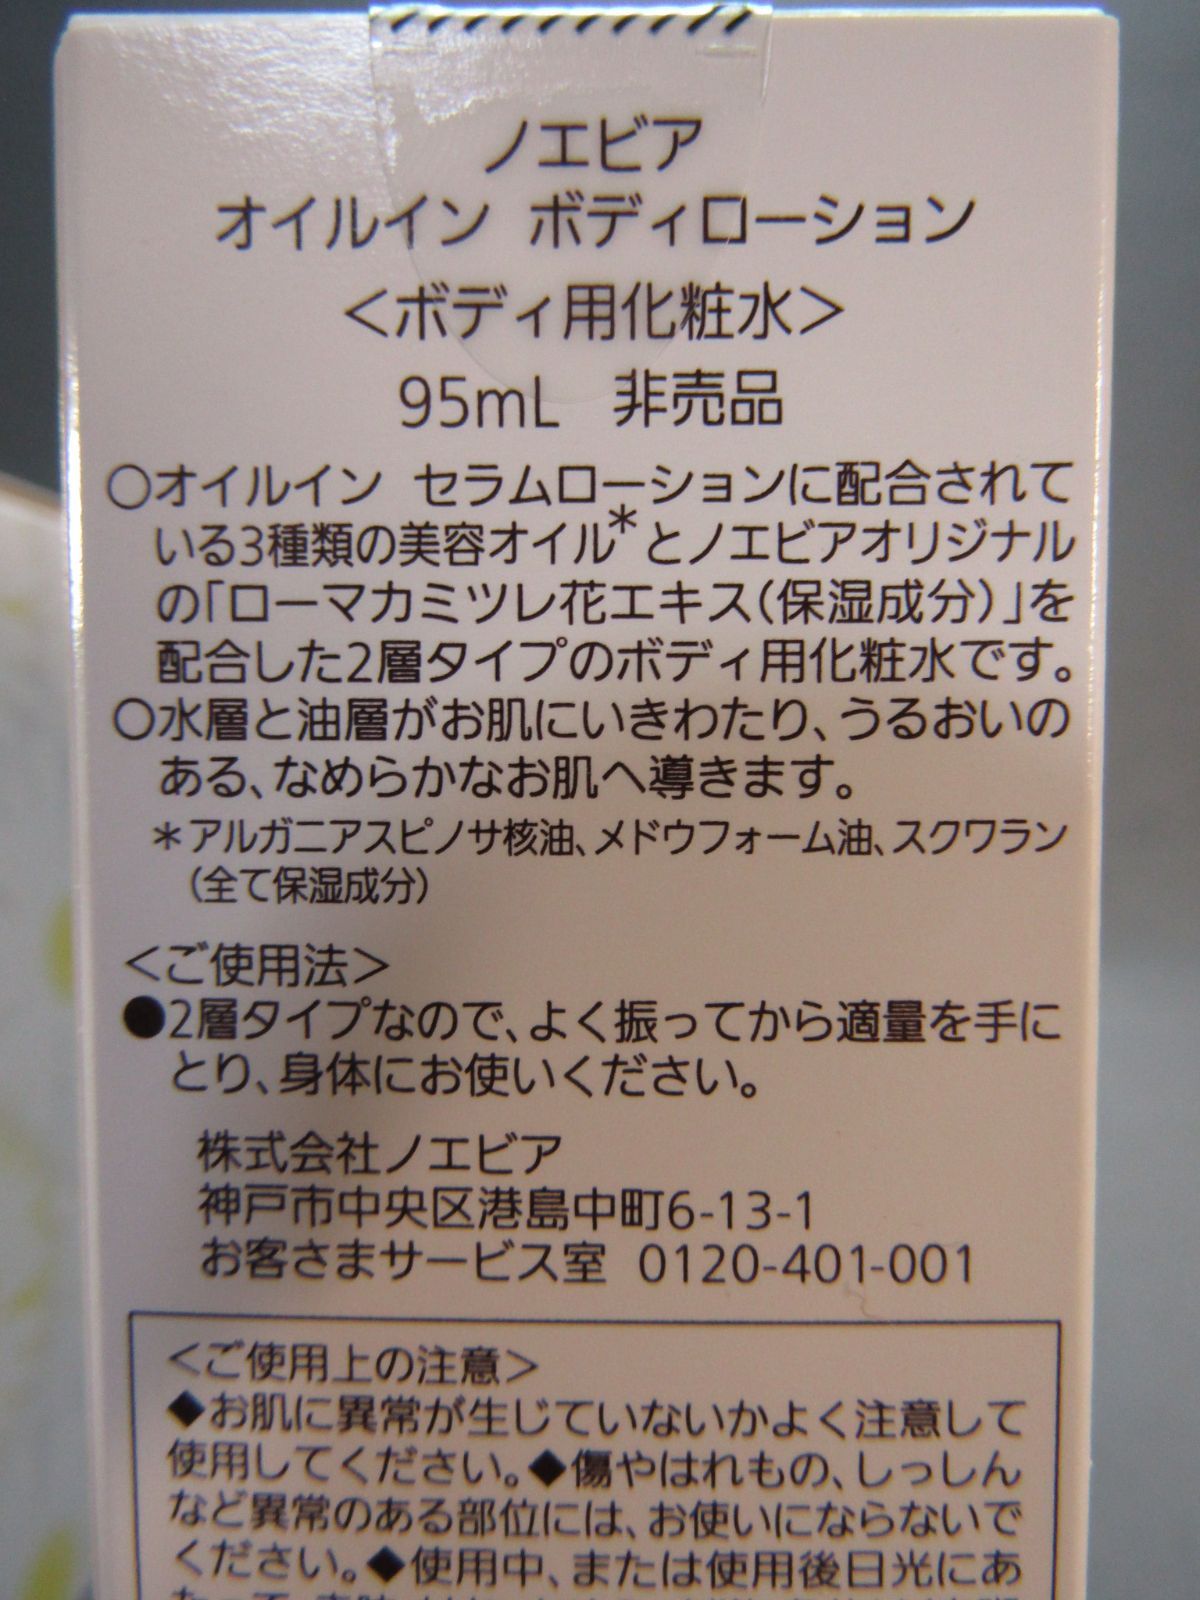 ノエビア
オイルイン ボディローション
＜ボディ用化粧水＞
95mL 非売品
○オイルイン セラムローションに配合されて
いる3種類の美容オイル＊とノエビアオリジナル
の「ローマカミツレ花エキス(保湿成分)」を
配合した2層タイプのボディ用化粧水です。
○水層と油層がお肌にいきわたり、うるおいの
ある、なめらかなお肌へ導きます。
＊アルガニアスピノサ核油、メドウフォーム油、スクワラン
(全て保湿成分)
＜ご使用法＞
●2層タイプなので、よく振ってから適量を手に
とり、身体にお使いください。
株式会社ノエビア
神戸市中央区港島中町6-13-1
お客さまサービス室 0120-401-001
＜ご使用上の注意＞
◆お肌に異常が生じていないかよく注意して
使用してください。◆傷やはれもの、しっしん
など異常のある部位には、お使いにならないで
ください。◆使用中、または使用後日光にあ